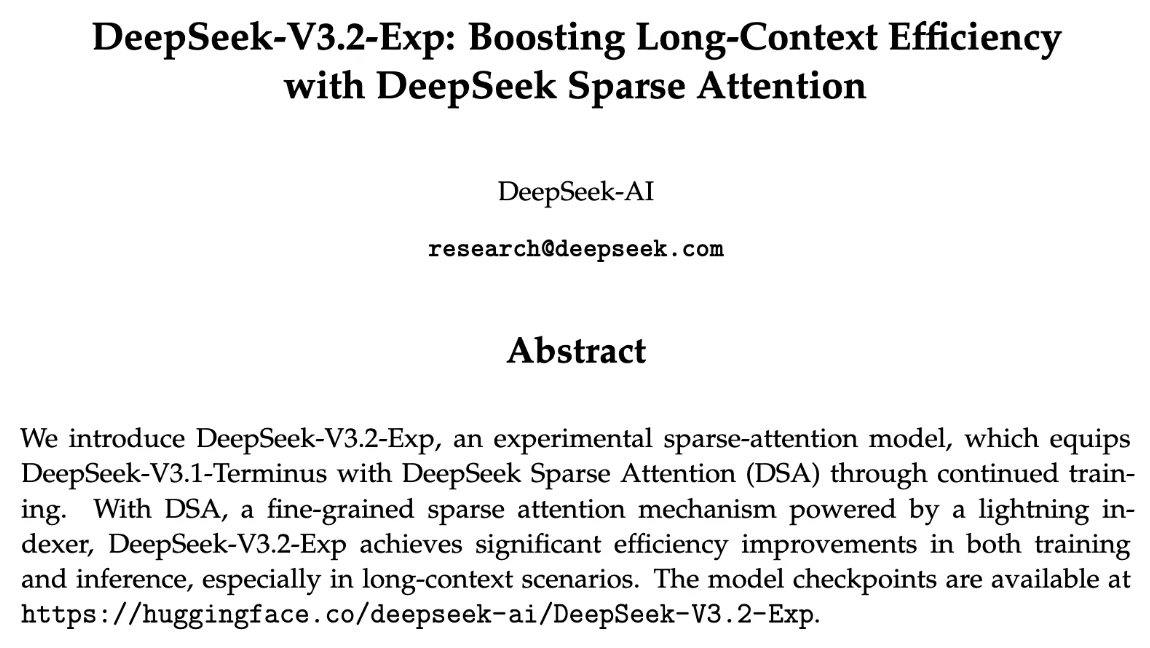 DeepSeek-V3.2-Exp: Boosting Long-Context Efficiency
with DeepSeek Sparse Attention
DeepSeek-AI
research@deepseek.com
Abstract
We introduce DeepSeek-V3.2-Exp, an experimental sparse-attention model, which equips
DeepSeek-V3.1-Terminus with DeepSeek Sparse Attention (DSA) through continued train-
ing. With DSA, a fine-grained sparse attention mechanism powered by a lightning in-
dexer, DeepSeek-V3.2-Exp achieves significant efficiency improvements in both training
and inference, especially in long-context scenarios. The model checkpoints are available at
https://huggingface.co/deepseek-ai/DeepSeek-V3.2-Exp.